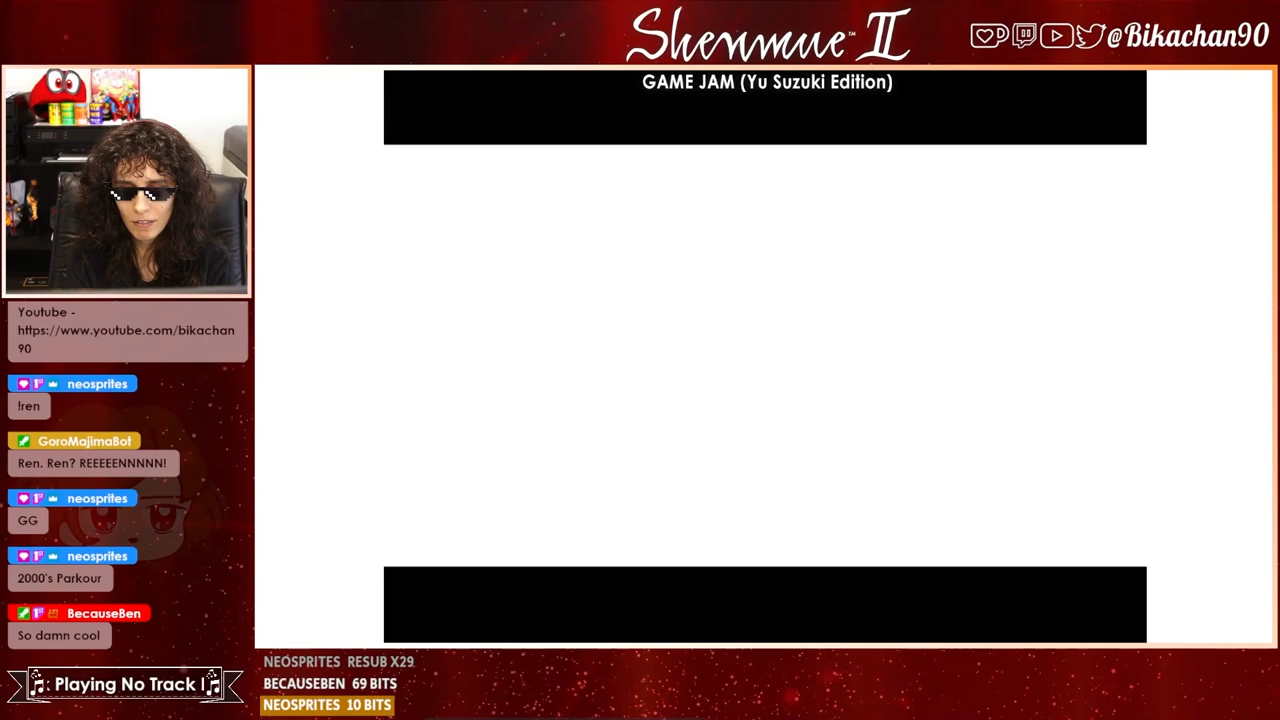 Shenmue™ II
@Bikachan90
GAME JAM (Yu Suzuki Edition)
Youtube -
https://www.youtube.com/bikachan
90
neosprites
!ren
GoroMajimaBot
Ren. Ren? REEEEENNNNN!
neosprites
GG
neosprites
2000's Parkour
BecauseBen
So damn cool
Playing No Track !
NEOSPRITES RESUB X29
BECAUSEBEN 69 BITS
NEOSPRITES 10 BITS